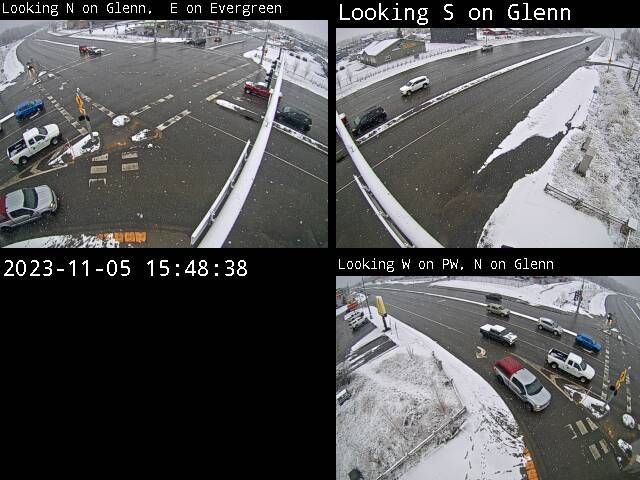 Looking N on Glenn,  E on Evergreen
Looking S on Glenn
2023-11-05 15:48:38
Looking W on PW, N on Glenn